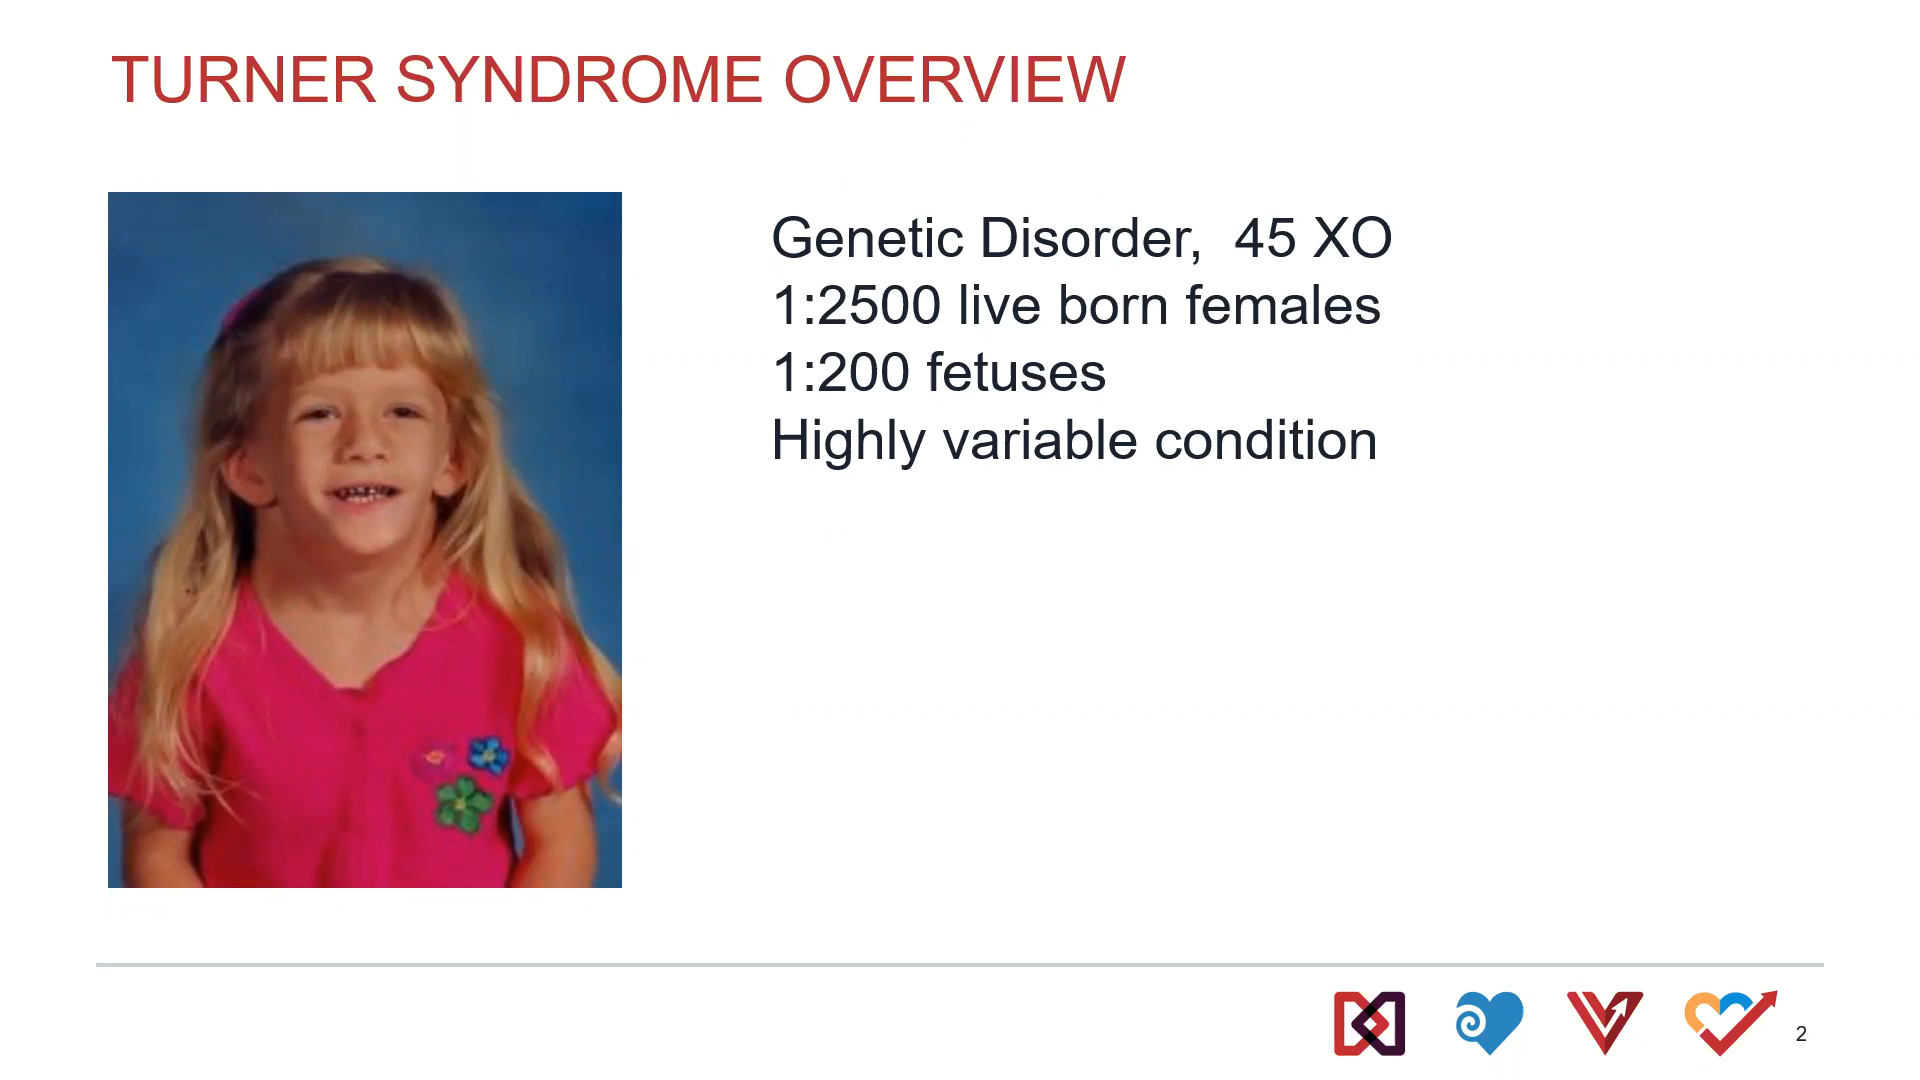 TURNER SYNDROME OVERVIEW
Genetic Disorder,  45 XO
1:2500 live born females
1:200 fetuses
Highly variable condition
2